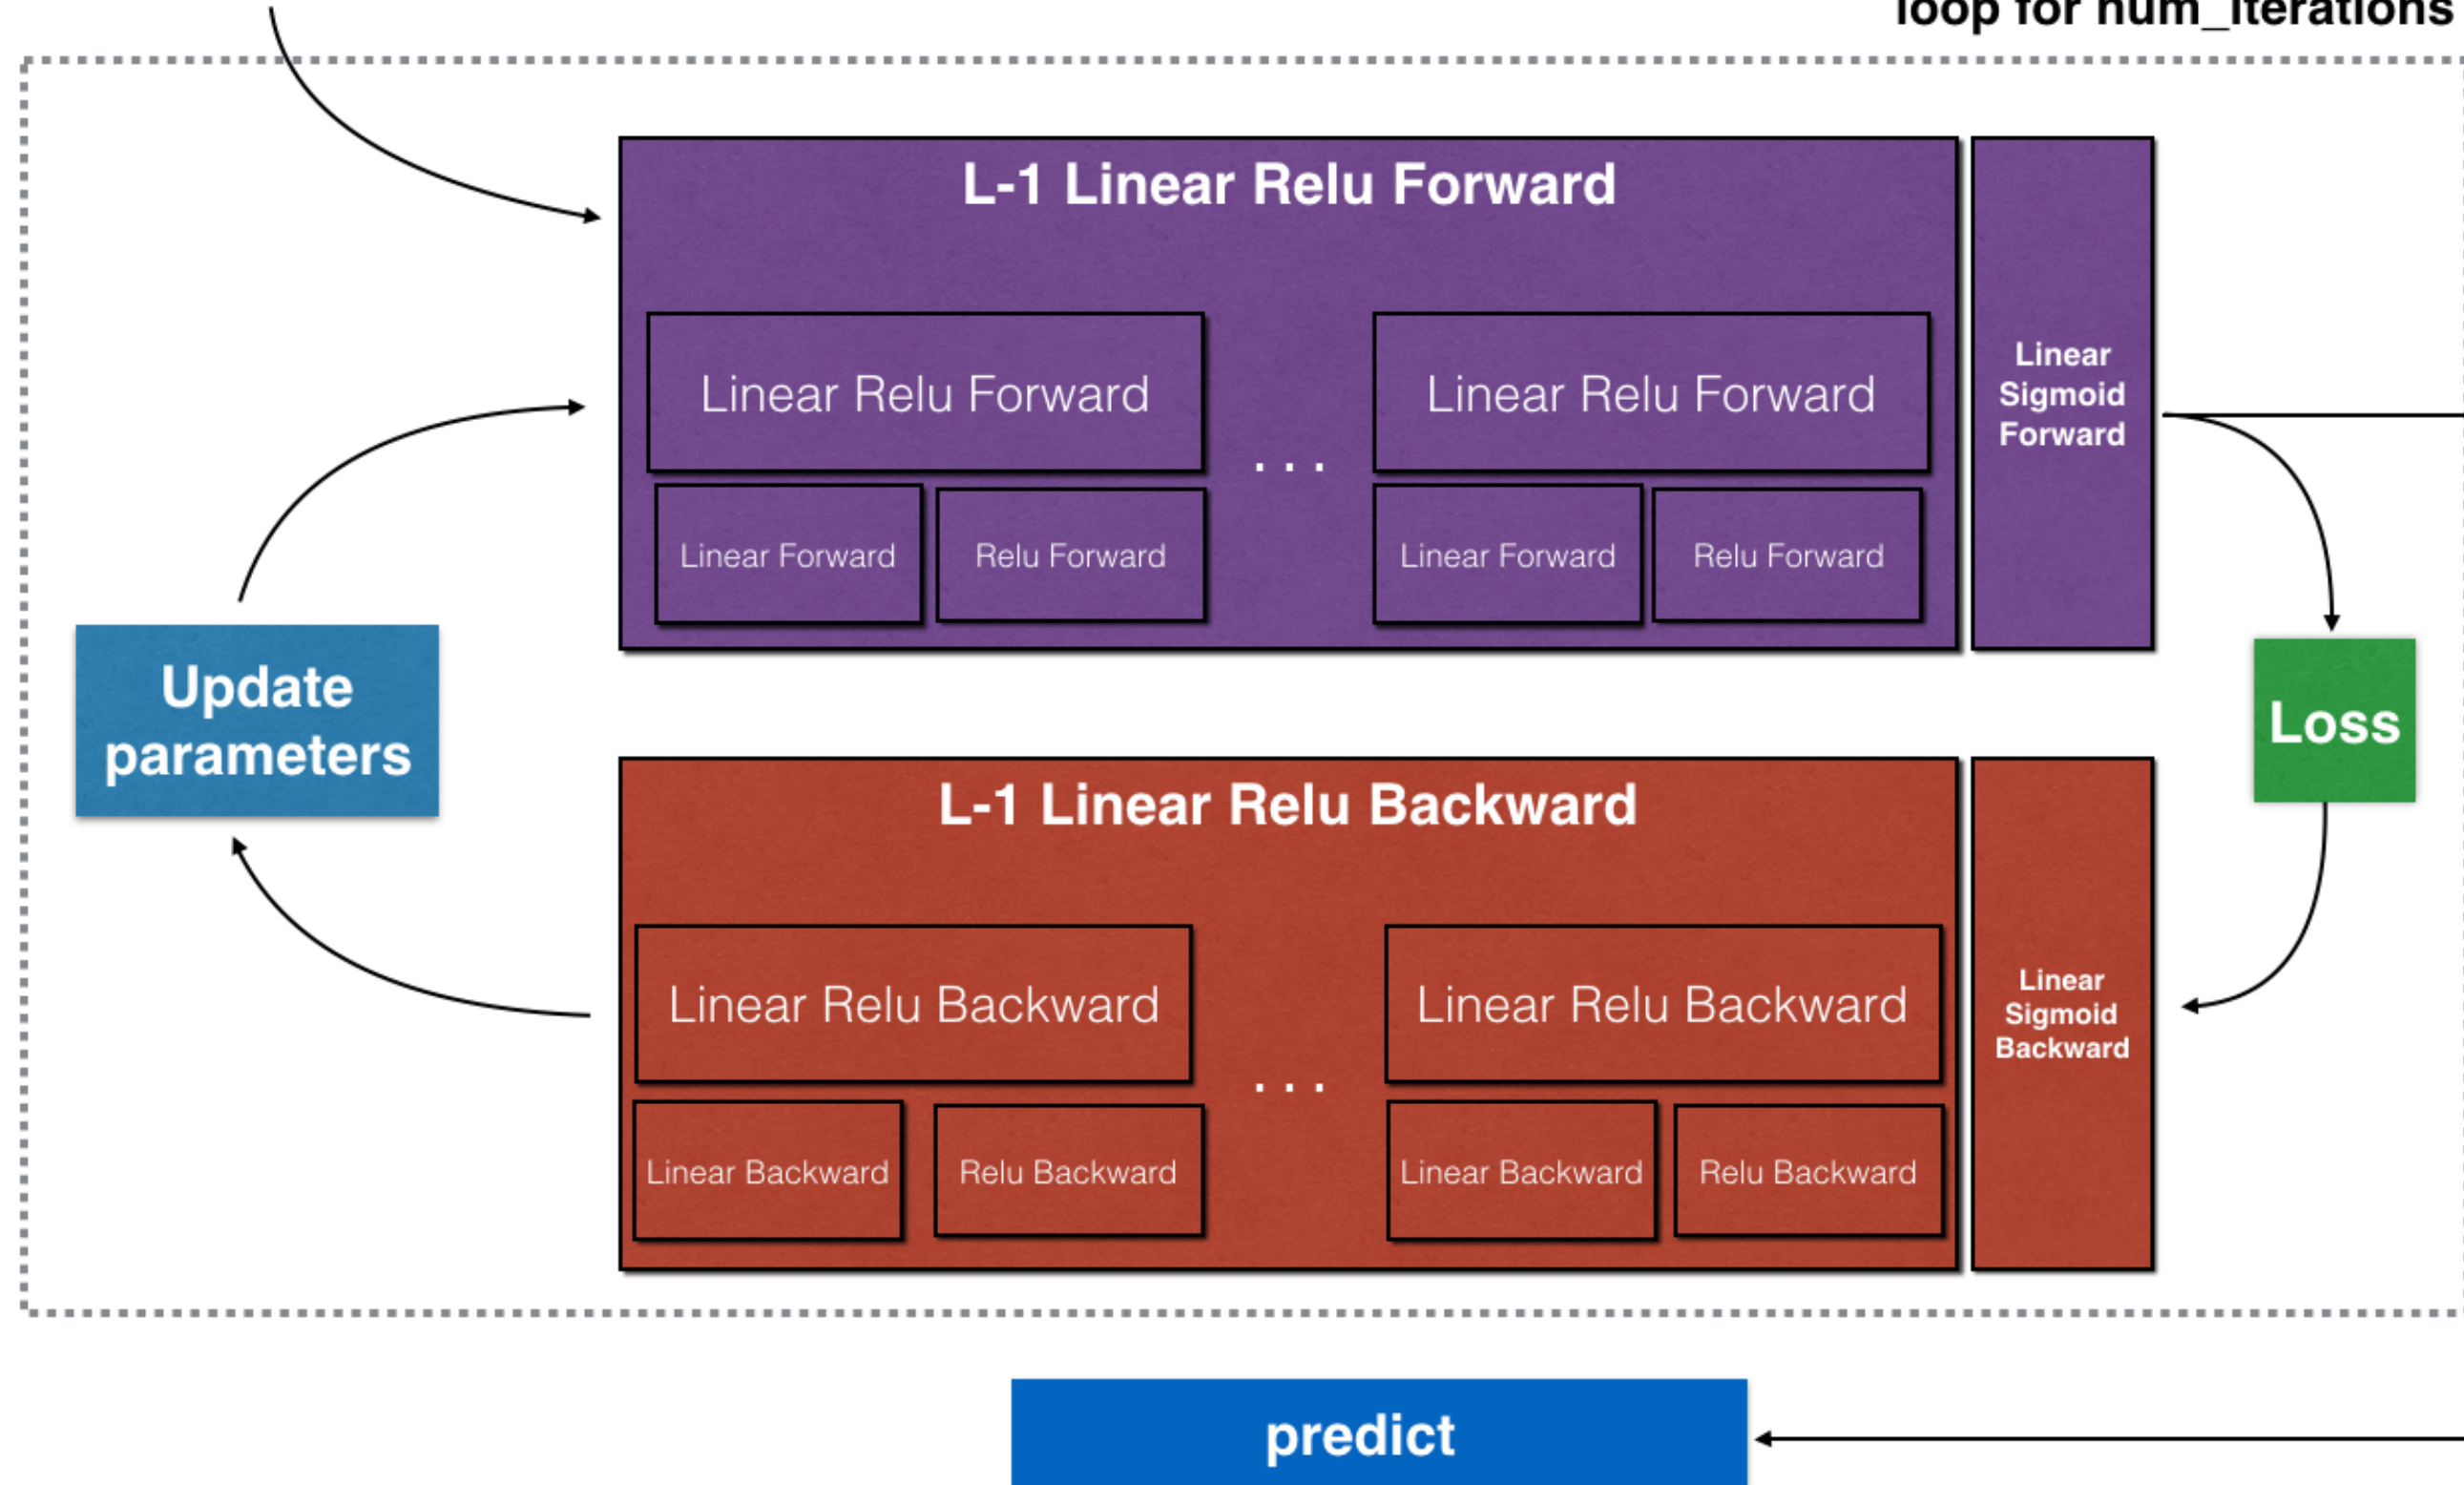 loop for num_iterations
L-1 Linear Relu Forward
Linear Relu Forward
Linear Relu Forward
. . .
Linear Forward
Relu Forward
Linear Forward
Relu Forward
Linear
Sigmoid
Forward
Update
parameters
Loss
L-1 Linear Relu Backward
Linear Relu Backward
Linear Relu Backward
. . .
Linear Backward
Relu Backward
Linear Backward
Relu Backward
Linear
Sigmoid
Backward
predict